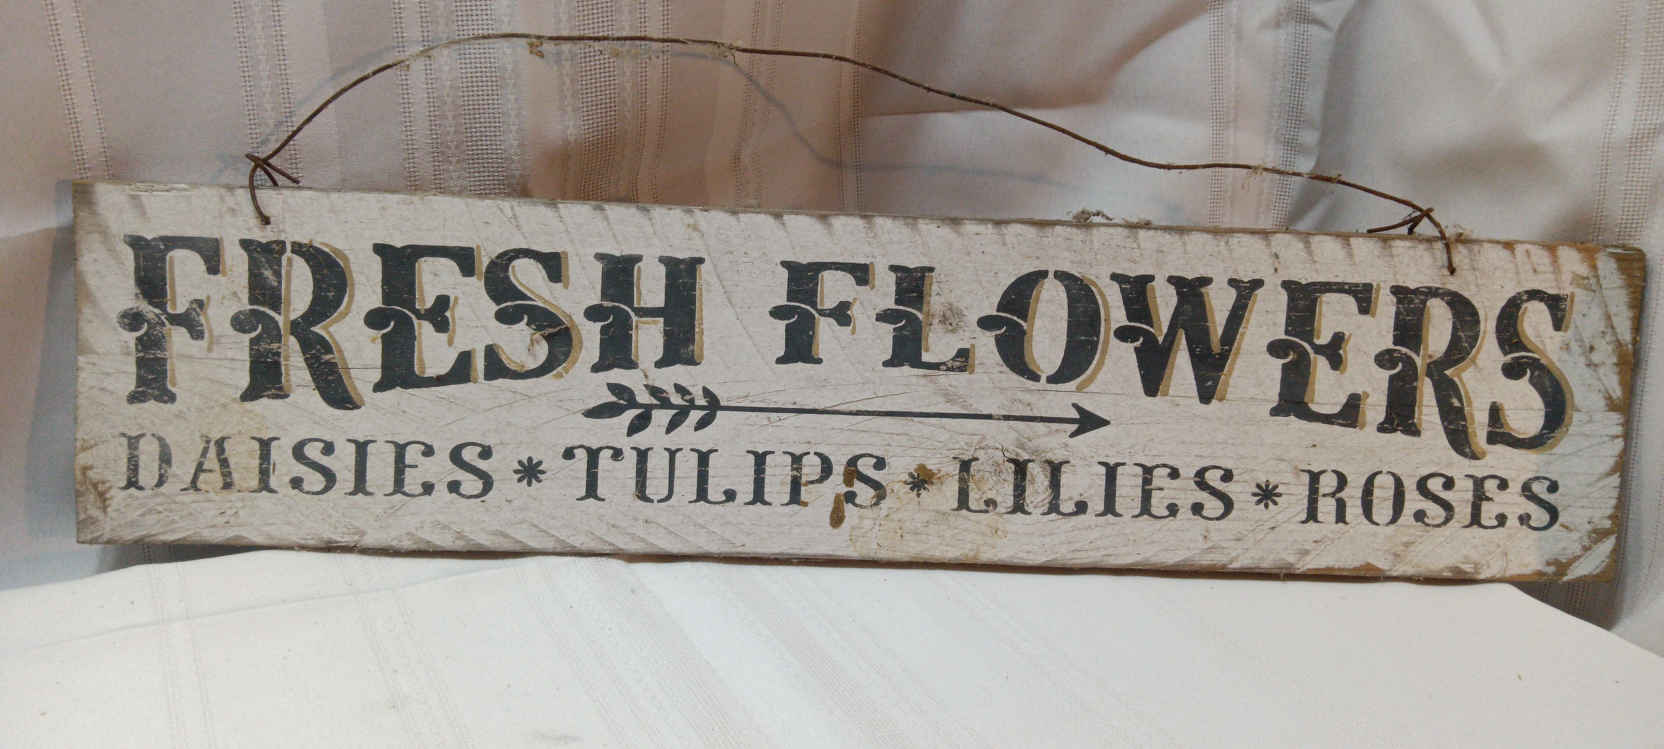 FRESH FLOWERS
DAISIES * TULIPS * LILIES * ROSES